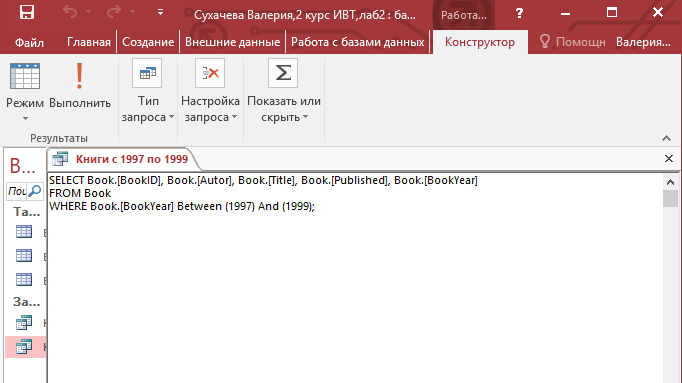 Сухачева Валерия,2 курс ИВТ,лаб2 : ба... Работа... ?
Файл Главная Создание Внешние данные Работа с базами данных Конструктор Помощн Валерия...
Режим Выполнить Тип запроса Настройка запроса Показать или скрыть
Результаты
В... Книги с 1997 по 1999
SELECT Book.[BookID], Book.[Autor], Book.[Title], Book.[Published], Book.[BookYear]
FROM Book
WHERE Book.[BookYear] Between (1997) And (1999);
Та...
За...